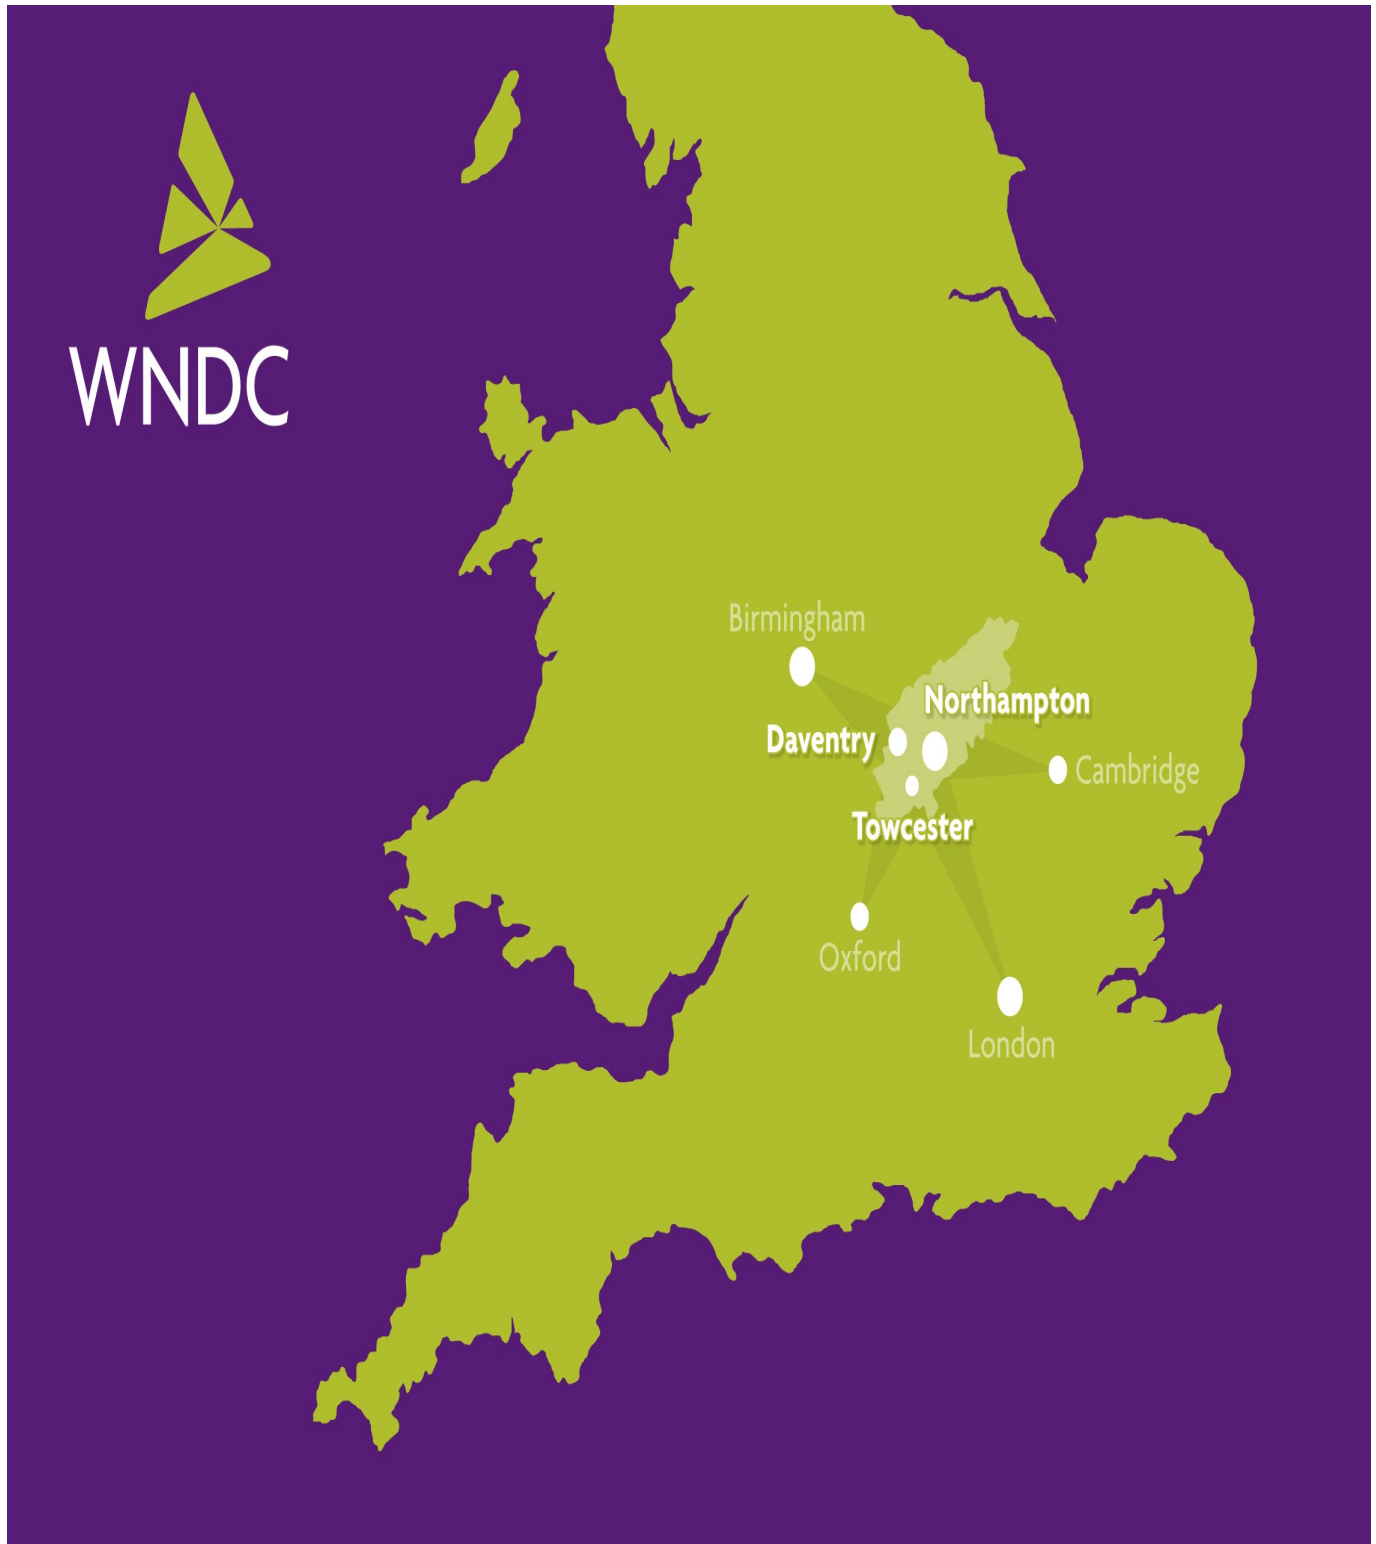 WNDC
Birmingham
Northampton
Daventry
Cambridge
Towcester
Oxford
London